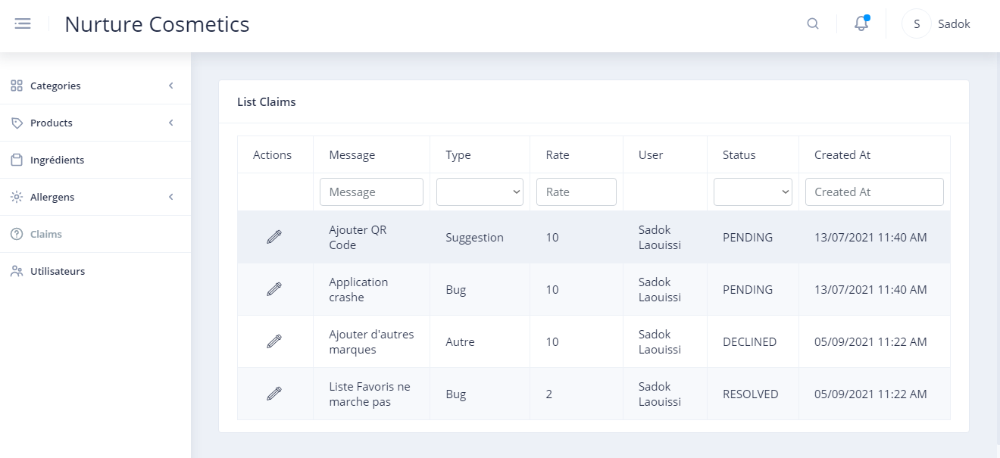 Nurture Cosmetics
S Sadok
Categories
Products
Ingrédients
Allergens
Claims
Utilisateurs
List Claims
Actions Message Type Rate User Status Created At
Message Rate Created At
Ajouter QR
Code
Suggestion 10
Sadok
Laouissi
PENDING 13/07/2021 11:40 AM
Application
crashe
Bug 10
Sadok
Laouissi
PENDING 13/07/2021 11:40 AM
Ajouter d'autres
marques
Autre 10
Sadok
Laouissi
DECLINED 05/09/2021 11:22 AM
Liste Favoris ne
marche pas
Bug 2
Sadok
Laouissi
RESOLVED 05/09/2021 11:22 AM